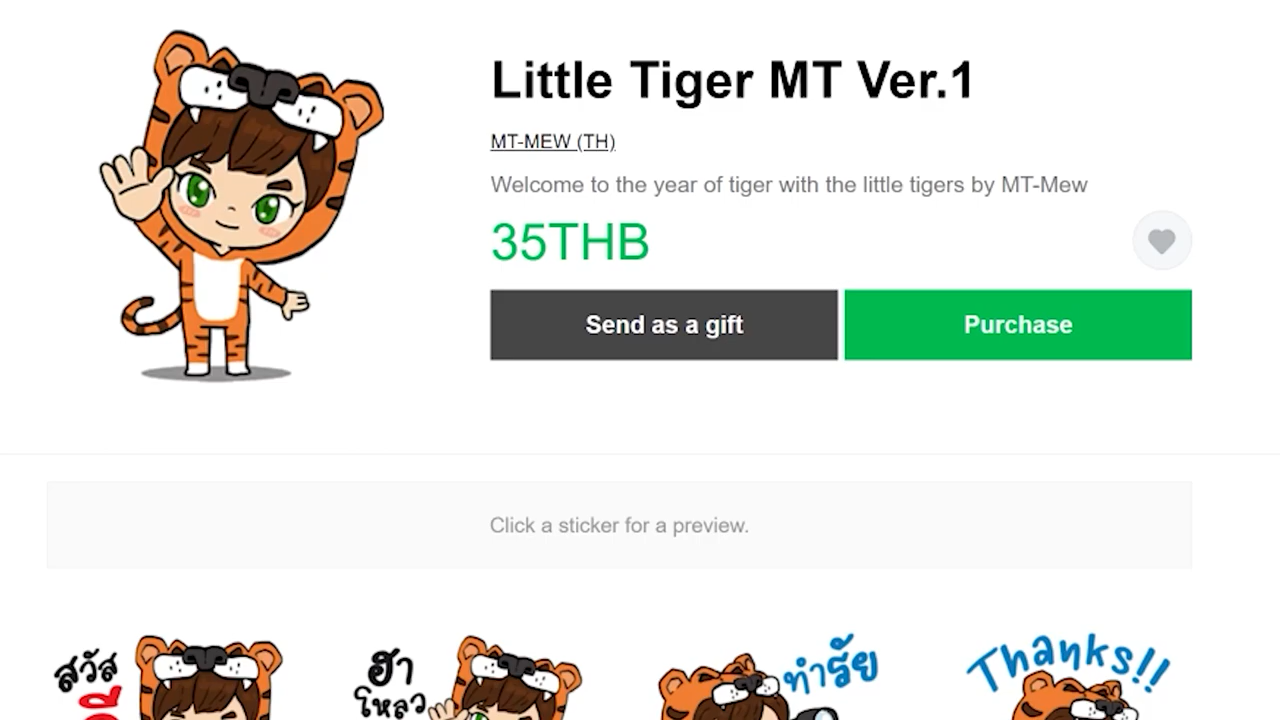 Little Tiger MT Ver.1
MT-MEW (TH)
Welcome to the year of tiger with the little tigers by MT-Mew
35THB
Send as a gift
Purchase
Click a sticker for a preview.
สวัส
ดี
ฮา
โหลว
ทำรัย
Thanks!!